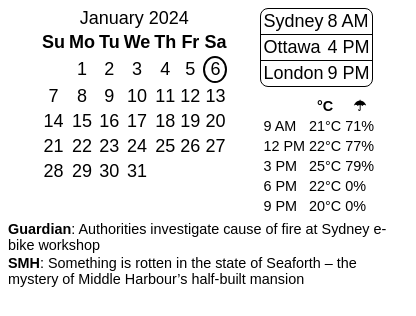 January 2024
Su Mo Tu We Th Fr Sa
1 2 3 4 5 6
7 8 9 10 11 12 13
14 15 16 17 18 19 20
21 22 23 24 25 26 27
28 29 30 31
Sydney 8 AM
Ottawa 4 PM
London 9 PM
°C ☂
9 AM 21°C 71%
12 PM 22°C 77%
3 PM 25°C 79%
6 PM 22°C 0%
9 PM 20°C 0%
Guardian: Authorities investigate cause of fire at Sydney e-
bike workshop
SMH: Something is rotten in the state of Seaforth – the
mystery of Middle Harbour’s half-built mansion